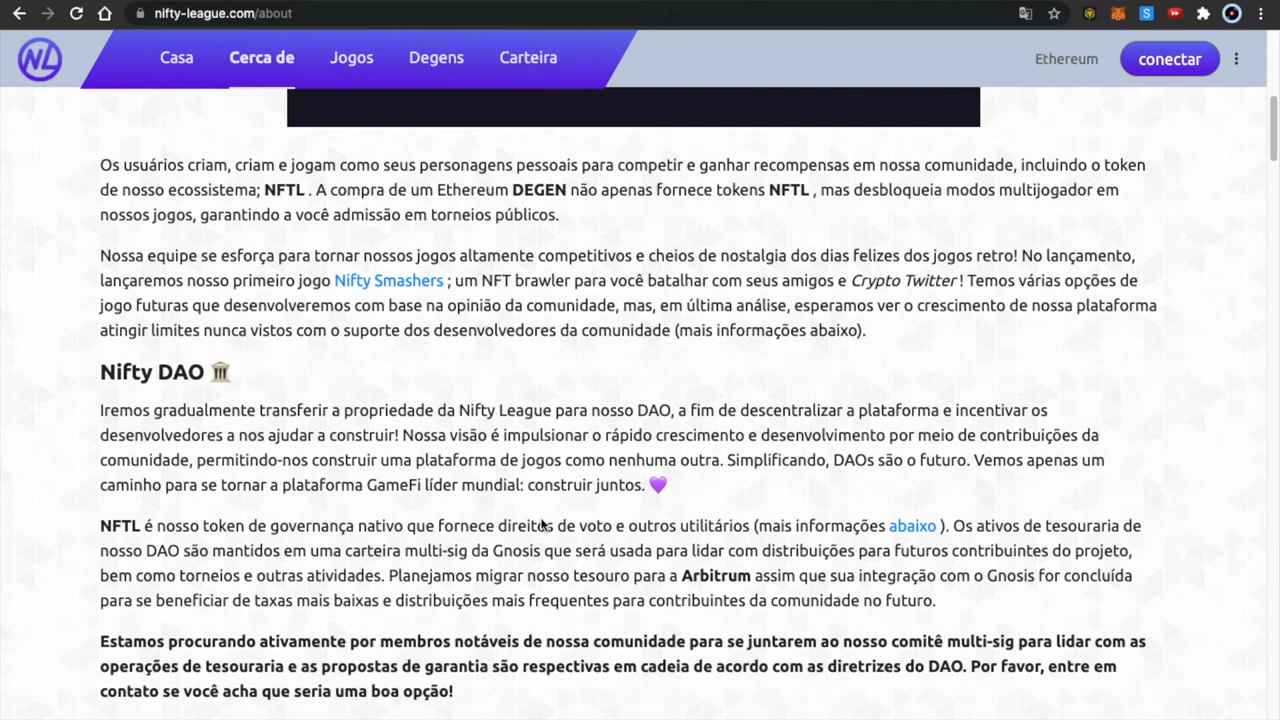 nifty-league.com/about
NL
Casa
Cerca de
Jogos
Degens
Carteira
Ethereum
conectar
Os usuários criam, criam e jogam como seus personagens pessoais para competir e ganhar recompensas em nossa comunidade, incluindo o token
de nosso ecossistema; NFTL . A compra de um Ethereum DEGEN não apenas fornece tokens NFTL , mas desbloqueia modos multijogador em
nossos jogos, garantindo a você admissão em torneios públicos.
Nossa equipe se esforça para tornar nossos jogos altamente competitivos e cheios de nostalgia dos dias felizes dos jogos retro! No lançamento,
lançaremos nosso primeiro jogo Nifty Smashers ; um NFT brawler para você batalhar com seus amigos e Crypto Twitter ! Temos várias opções de
jogo futuras que desenvolveremos com base na opinião da comunidade, mas, em última análise, esperamos ver o crescimento de nossa plataforma
atingir limites nunca vistos com o suporte dos desenvolvedores da comunidade (mais informações abaixo).
Nifty DAO 🏛️
Iremos gradualmente transferir a propriedade da Nifty League para nosso DAO, a fim de descentralizar a plataforma e incentivar os
desenvolvedores a nos ajudar a construir! Nossa visão é impulsionar o rápido crescimento e desenvolvimento por meio de contribuições da
comunidade, permitindo-nos construir uma plataforma de jogos como nenhuma outra. Simplificando, DAOs são o futuro. Vemos apenas um
caminho para se tornar a plataforma GameFi líder mundial: construir juntos. 💜
NFTL é nosso token de governança nativo que fornece direitos de voto e outros utilitários (mais informações abaixo ). Os ativos de tesouraria de
nosso DAO são mantidos em uma carteira multi-sig da Gnosis que será usada para lidar com distribuições para futuros contribuintes do projeto,
bem como torneios e outras atividades. Planejamos migrar nosso tesouro para a Arbitrum assim que sua integração com o Gnosis for concluída
para se beneficiar de taxas mais baixas e distribuições mais frequentes para contribuintes da comunidade no futuro.
Estamos procurando ativamente por membros notáveis de nossa comunidade para se juntarem ao nosso comitê multi-sig para lidar com as
operações de tesouraria e as propostas de garantia são respectivas em cadeia de acordo com as diretrizes do DAO. Por favor, entre em
contato se você acha que seria uma boa opção!